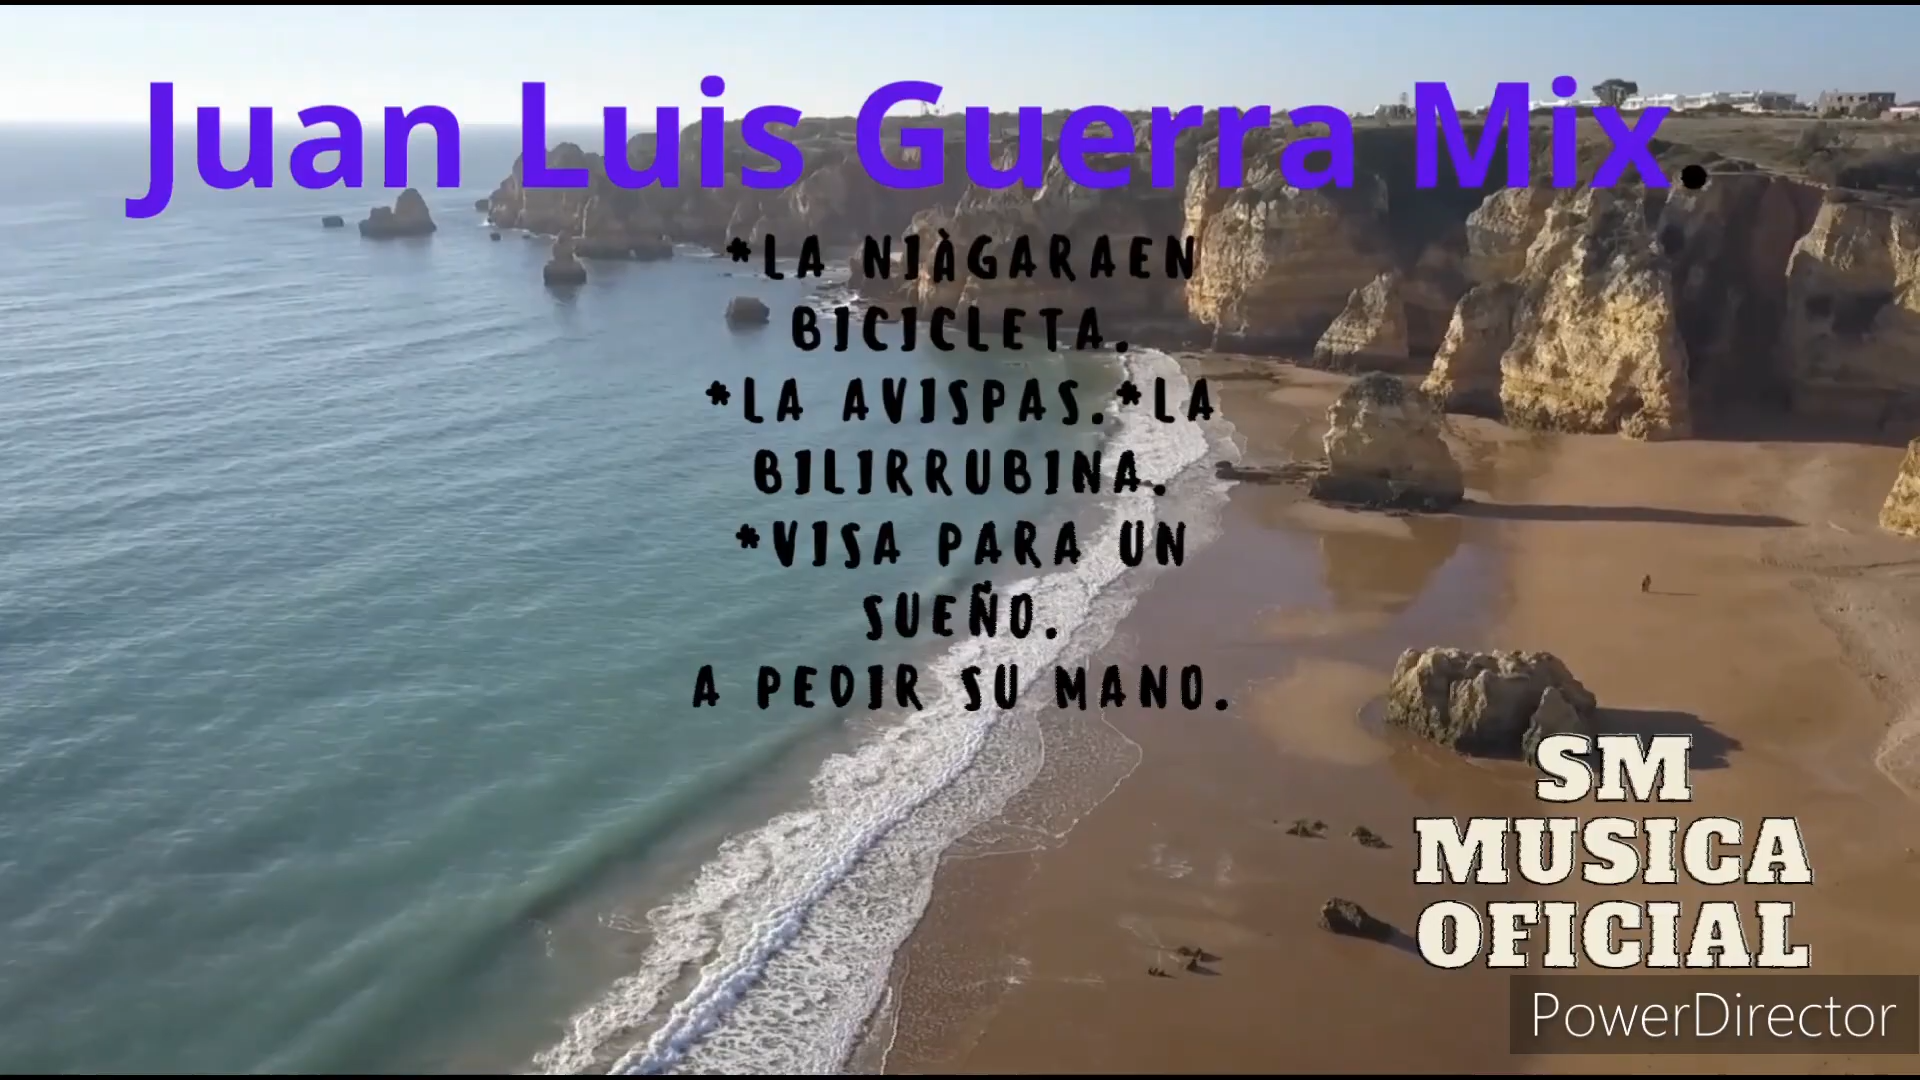 Juan Luis Guerra Mix.
*LA NIÀGARAEN
BICICLETA.
*LA AVISPAS.*LA
BILIRRUBINA.
*VISA PARA UN
SUEÑO.
A PEDIR SU MANO.
SM
MUSICA
OFICIAL
PowerDirector